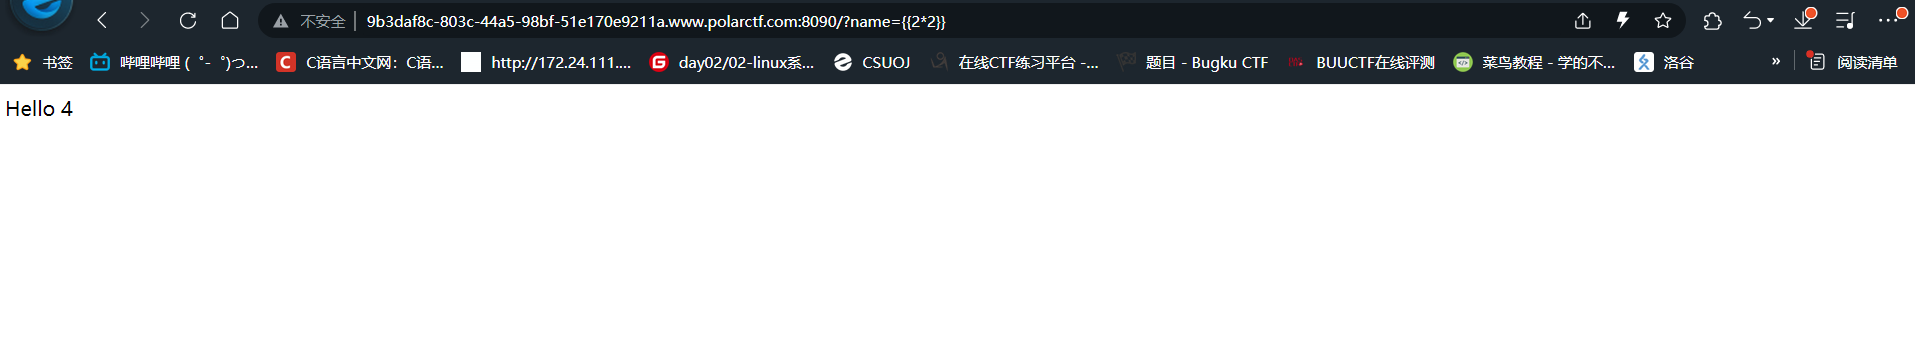 不安全 9b3daf8c-803c-44a5-98bf-51e170e9211a.www.polarctf.com:8090/?name={{2*2}}
书签 哔哩哔哩 (゜-゜)つ... C语言中文网：C语... http://172.24.111.... day02/02-linux系... CSUOJ 在线CTF练习平台 -... 题目 - Bugku CTF BUUCTF在线评测 菜鸟教程 - 学的不... 洛谷 » 阅读清单
Hello 4